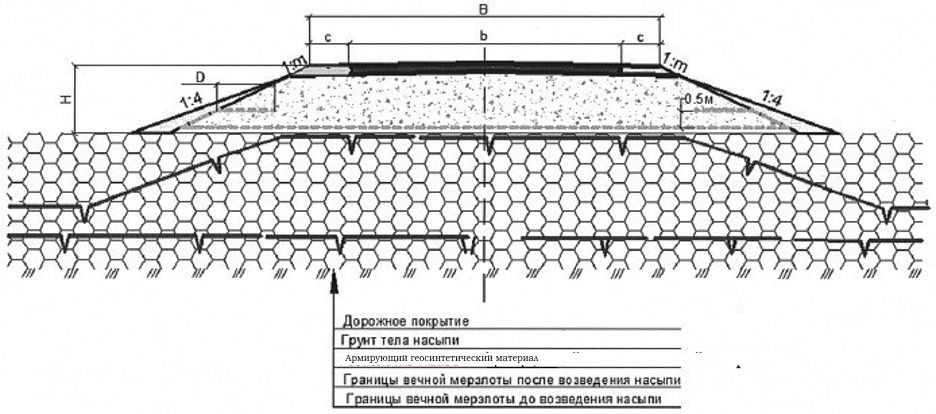 B
c b c
1:m 1:m
D
H 1:4 0.5м 1:4
Дорожное покрытие
Грунт тела насыпи
Армирующий геосинтетический материал
Границы вечной мерзлоты после возведения насыпи
Границы вечной мерзлоты до возведения насыпи